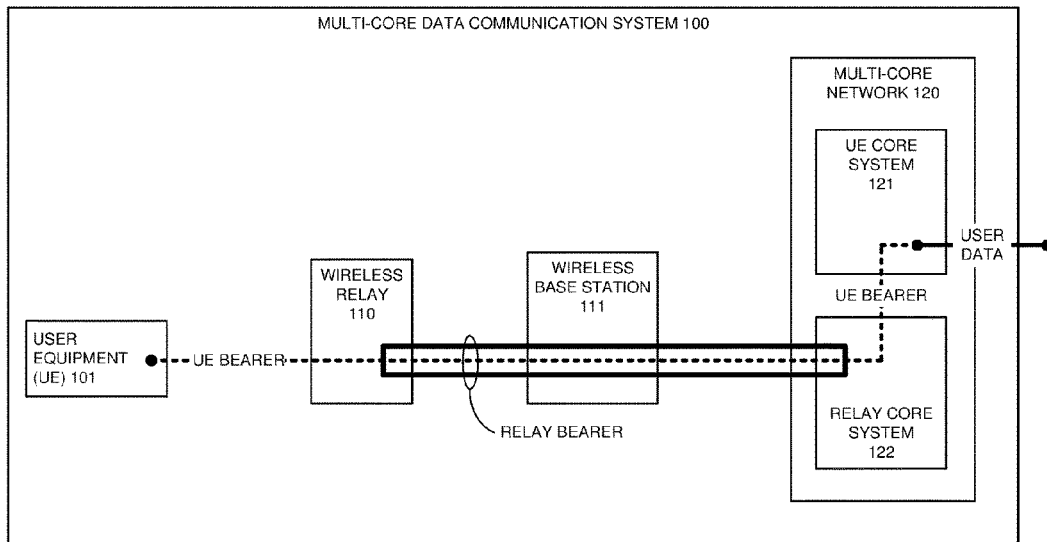 MULTI-CORE DATA COMMUNICATION SYSTEM 100
MULTI-CORE
NETWORK 120
UE CORE
SYSTEM
121
USER
DATA
UE BEARER
WIRELESS
RELAY
110
WIRELESS
BASE STATION
111
USER
EQUIPMENT
(UE) 101
UE BEARER
RELAY BEARER
RELAY CORE
SYSTEM
122